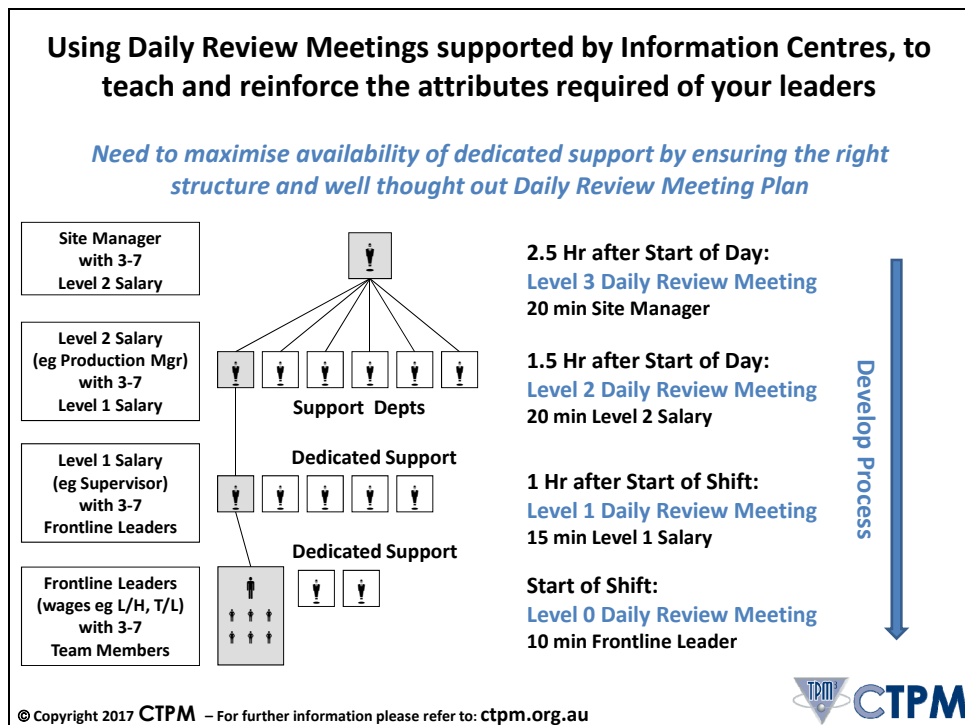 Using Daily Review Meetings supported by Information Centres, to
teach and reinforce the attributes required of your leaders
Need to maximise availability of dedicated support by ensuring the right
structure and well thought out Daily Review Meeting Plan
Site Manager
with 3-7
Level 2 Salary
2.5 Hr after Start of Day:
Level 3 Daily Review Meeting
20 min Site Manager
Level 2 Salary
(eg Production Mgr)
with 3-7
Level 1 Salary
Support Depts
1.5 Hr after Start of Day:
Level 2 Daily Review Meeting
20 min Level 2 Salary
Level 1 Salary
(eg Supervisor)
with 3-7
Frontline Leaders
Dedicated Support
1 Hr after Start of Shift:
Level 1 Daily Review Meeting
15 min Level 1 Salary
Frontline Leaders
(wages eg L/H, T/L)
with 3-7
Team Members
Dedicated Support
Start of Shift:
Level 0 Daily Review Meeting
10 min Frontline Leader
Develop Process
© Copyright 2017 CTPM – For further information please refer to: ctpm.org.au
TPM³
CTPM